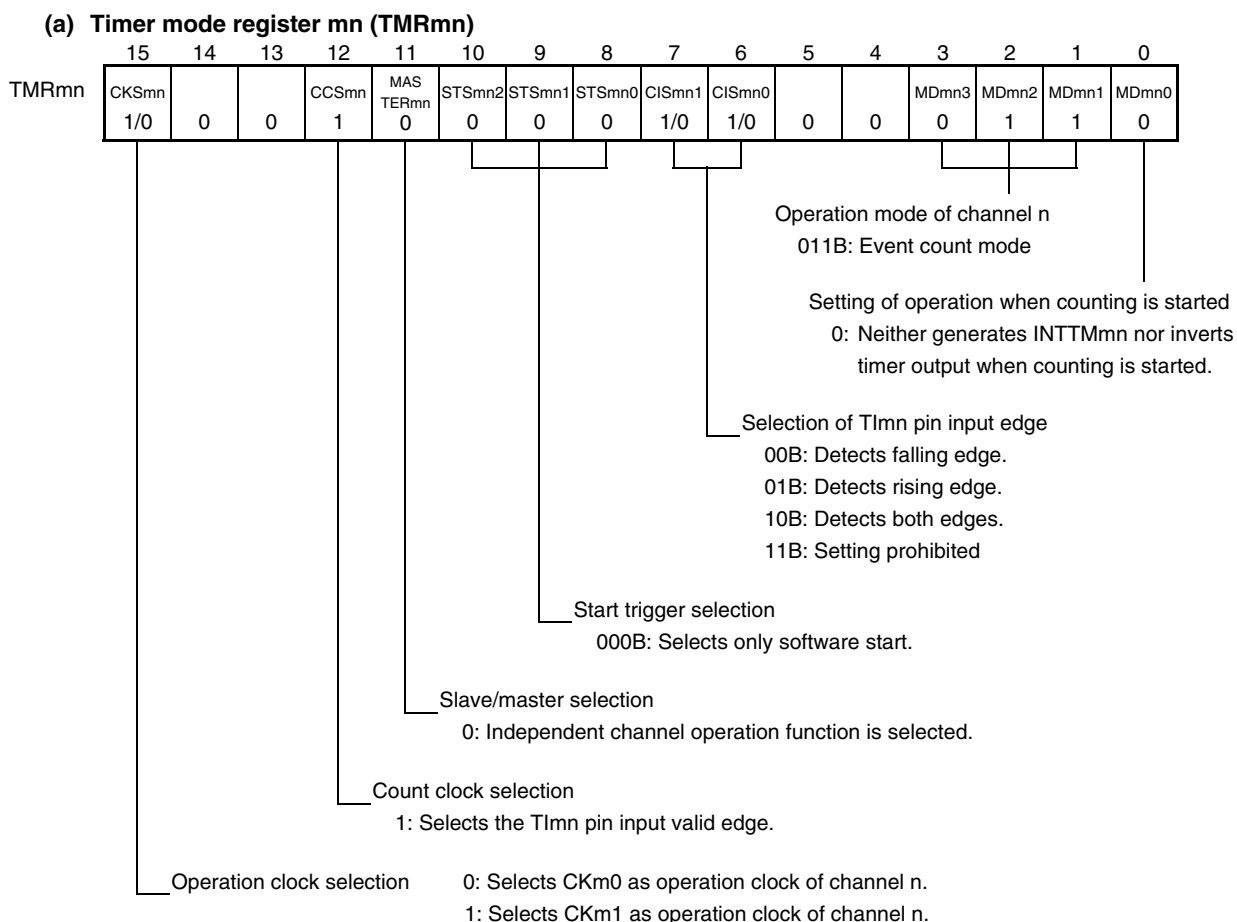 (a) Timer mode register mn (TMRmn)
15 14 13 12 11 10 9 8 7 6 5 4 3 2 1 0
TMRmn CKSmn CCSmn MAS TERmn STSmn2 STSmn1 STSmn0 CISmn1 CISmn0 MDmn3 MDmn2 MDmn1 MDmn0
1/0 0 0 1 0 0 0 0 1/0 1/0 0 0 0 1 1 0
Operation mode of channel n
011B: Event count mode
Setting of operation when counting is started
0: Neither generates INTTMmn nor inverts
timer output when counting is started.
Selection of TImn pin input edge
00B: Detects falling edge.
01B: Detects rising edge.
10B: Detects both edges.
11B: Setting prohibited
Start trigger selection
000B: Selects only software start.
Slave/master selection
0: Independent channel operation function is selected.
Count clock selection
1: Selects the TImn pin input valid edge.
Operation clock selection 0: Selects CKm0 as operation clock of channel n.
1: Selects CKm1 as operation clock of channel n.